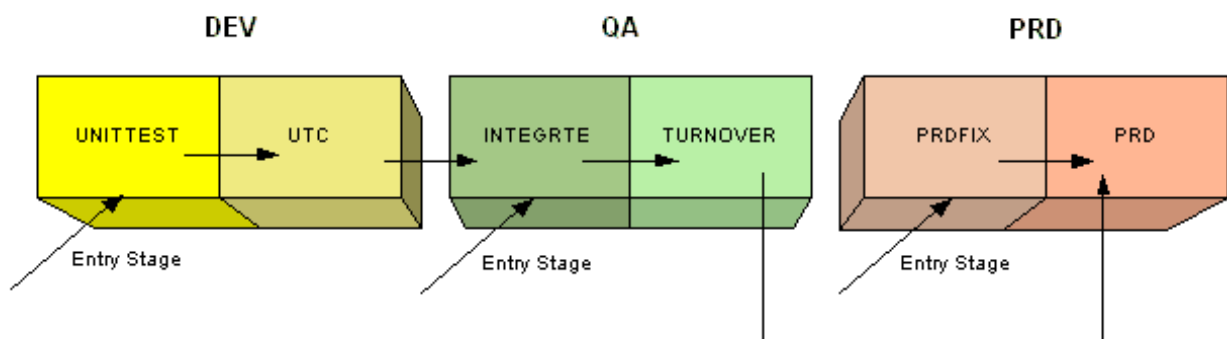 DEV
QA
PRD
UNITTEST
UTC
INTEGRTE
TURNOVER
PRDFIX
PRD
Entry Stage
Entry Stage
Entry Stage